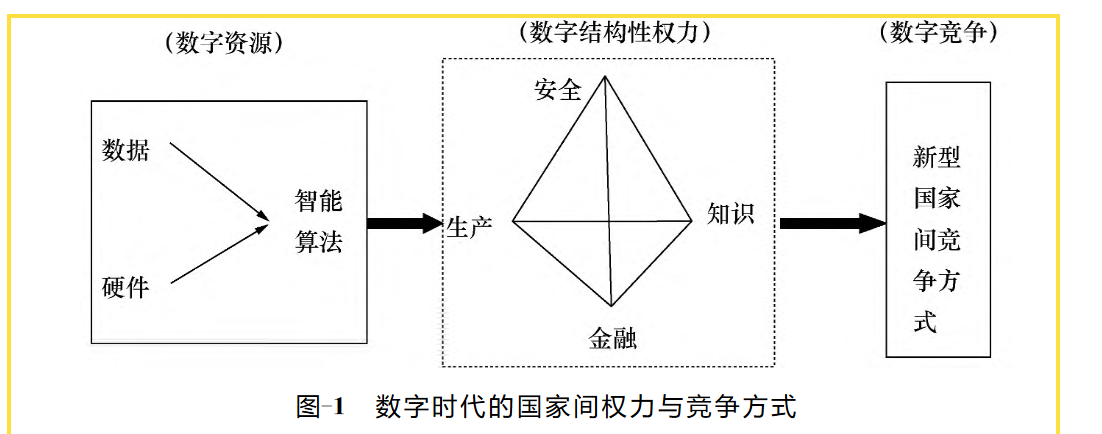 (数字资源)
(数字结构性权力)
(数字竞争)
数据
硬件
智能
算法
安全
生产
知识
金融
新型
国家
间竞
争方
式
图-1 数字时代的国家间权力与竞争方式